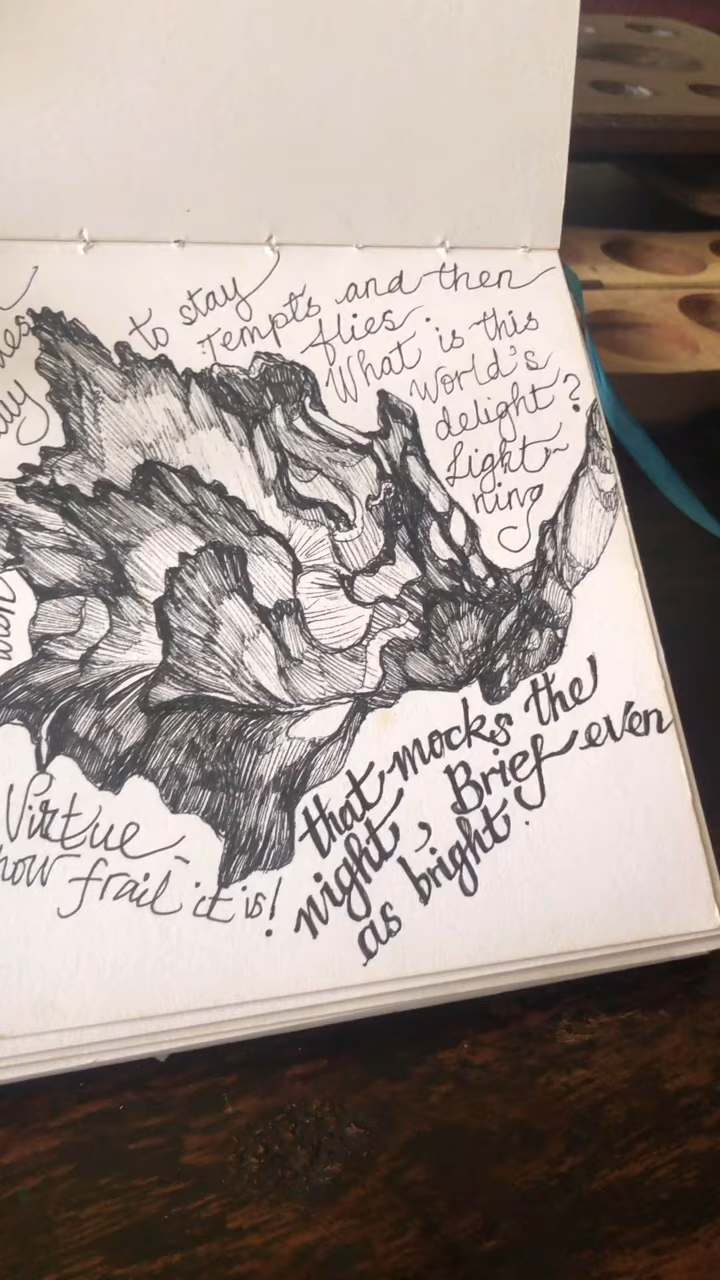 to stay
Tempts and then
flies.
What is this
world's
delight?
Light-
ning
that mocks the
night, Brief even
as bright.
Virtue
how frail it is!